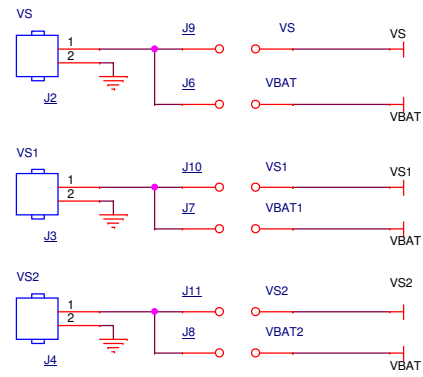 VS J9 VS VS
1
2
J2 J6 VBAT VBAT
VS1 J10 VS1 VS1
1
2
J3 J7 VBAT1 VBAT
VS2 J11 VS2 VS2
1
2
J4 J8 VBAT2 VBAT